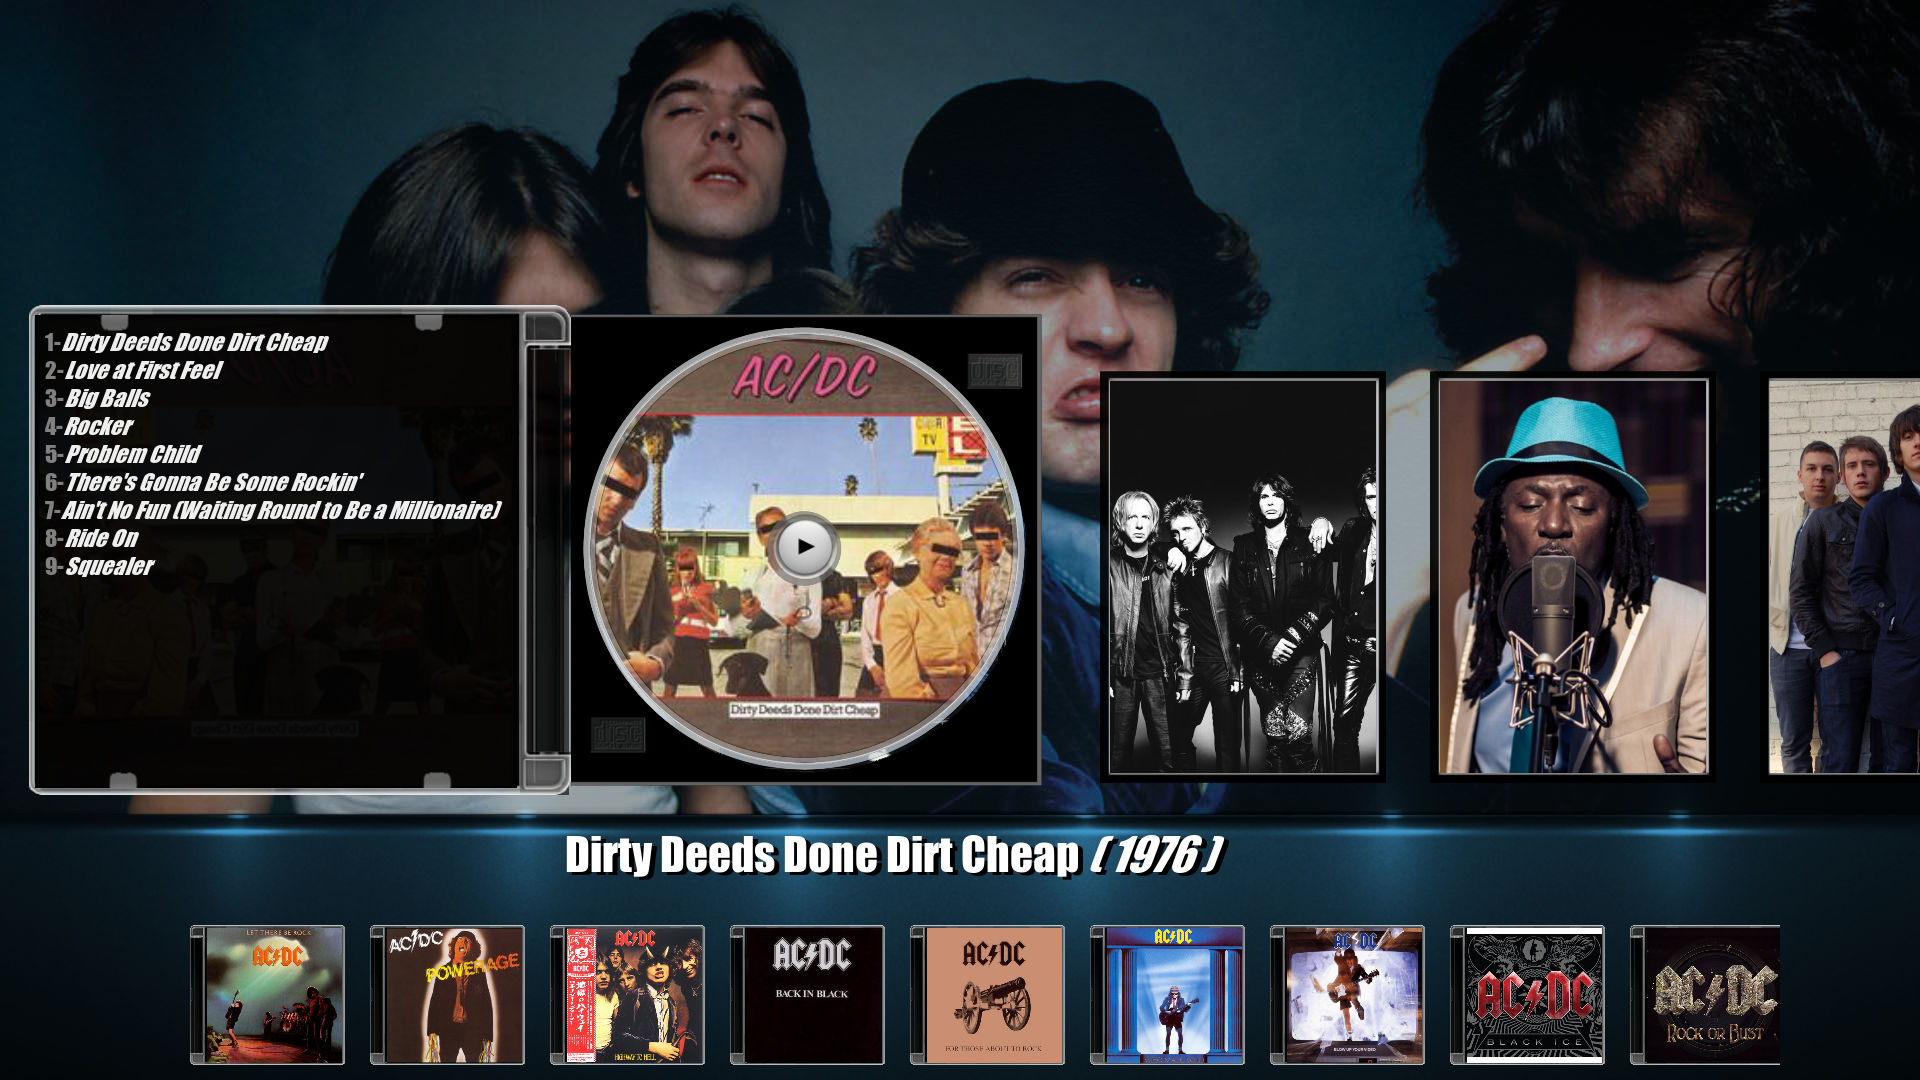 1- Dirty Deeds Done Dirt Cheap
2- Love at First Feel
3- Big Balls
4- Rocker
5- Problem Child
6- There's Gonna Be Some Rockin'
7- Ain't No Fun (Waiting Round to Be a Millionaire)
8- Ride On
9- Squealer
AC/DC
disc
TV
EL
Dirty Deeds Done Dirt Cheap
disc
Dirty Deeds Done Dirt Cheap ( 1976 )
LET THERE BE ROCK
AC DC
AC DC
POWERAGE
AC DC
AC/DC
HIGHWAY TO HELL
AC DC
BACK IN BLACK
AC DC
FOR THOSE ABOUT TO ROCK
AC DC
AC DC
BLOW UP YOUR VIDEO
AC DC
BLACK ICE
AC DC
ROCK OR BUST